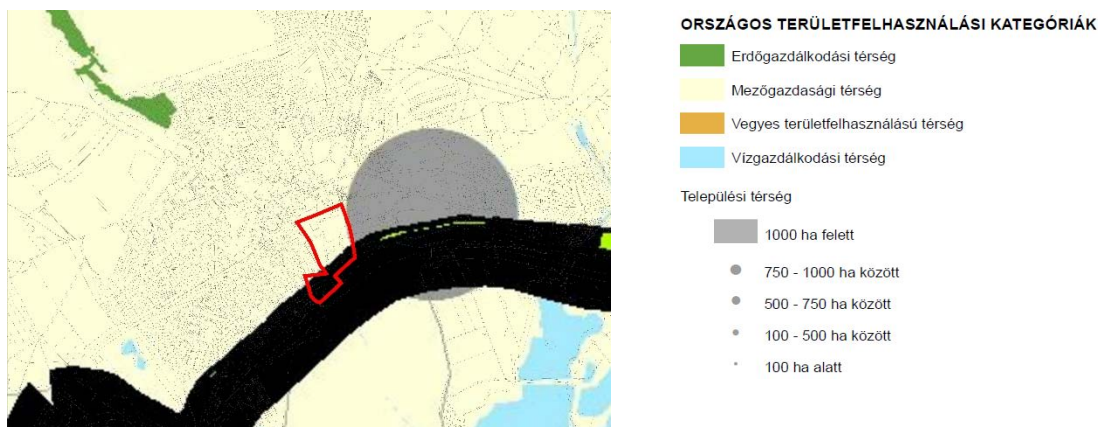 ORSZÁGOS TERÜLETFELHASZNÁLÁSI KATEGÓRIÁK
Erdőgazdálkodási térség
Mezőgazdasági térség
Vegyes területfelhasználású térség
Vízgazdálkodási térség
Települési térség
1000 ha felett
750 - 1000 ha között
500 - 750 ha között
100 - 500 ha között
100 ha alatt